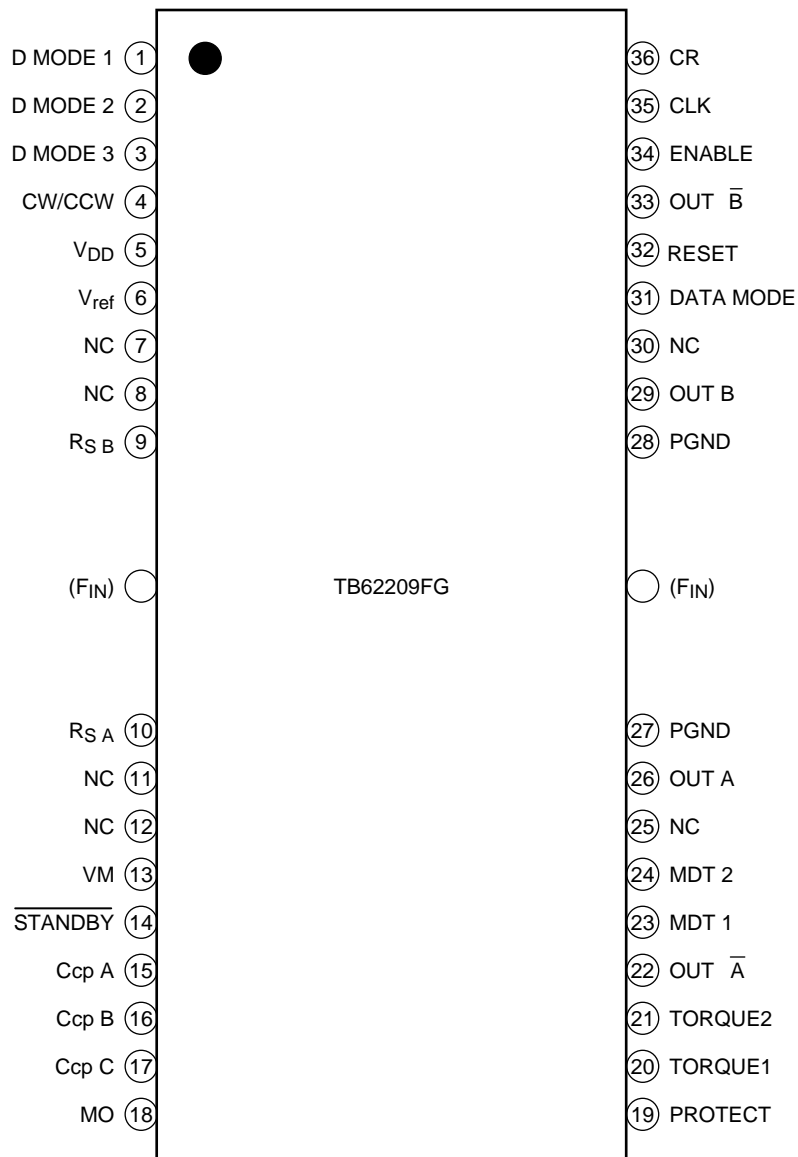 D MODE 1 1 36 CR
D MODE 2 2 35 CLK
D MODE 3 3 34 ENABLE
CW/CCW 4 33 OUT B̅
VDD 5 32 RESET
Vref 6 31 DATA MODE
NC 7 30 NC
NC 8 29 OUT B
RS B 9 28 PGND
(FIN) TB62209FG (FIN)
RS A 10 27 PGND
NC 11 26 OUT A
NC 12 25 NC
VM 13 24 MDT 2
S̅T̅A̅N̅D̅B̅Y̅ 14 23 MDT 1
Ccp A 15 22 OUT A̅
Ccp B 16 21 TORQUE2
Ccp C 17 20 TORQUE1
MO 18 19 PROTECT